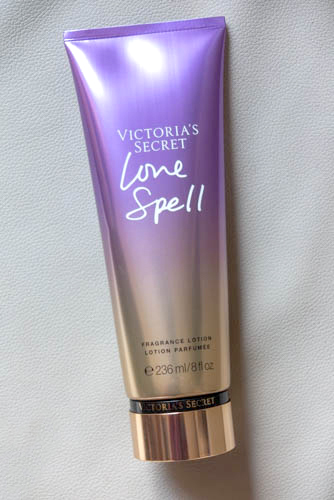 VICTORIA'S
SECRET
Love
Spell
FRAGRANCE LOTION
LOTION PARFUMÉE
℮ 236 ml/8 fl oz
VICTORIA'S SECRET